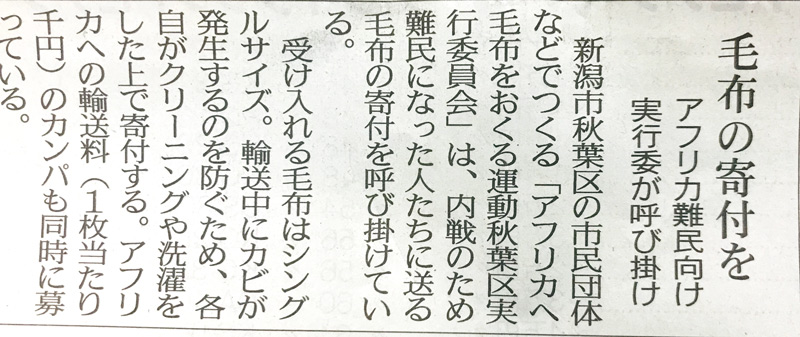 毛布の寄付を
アフリカ難民向け
実行委が呼び掛け
新潟市秋葉区の市民団体
などでつくる「アフリカへ
毛布をおくる運動秋葉区実
行委員会」は、内戦のため
難民になった人たちに送る
毛布の寄付を呼び掛けてい
る。
受け入れる毛布はシング
ルサイズ。輸送中にカビが
発生するのを防ぐため、各
自がクリーニングや洗濯を
した上で寄付する。アフリ
カへの輸送料（1枚当たり
千円）のカンパも同時に募
っている。